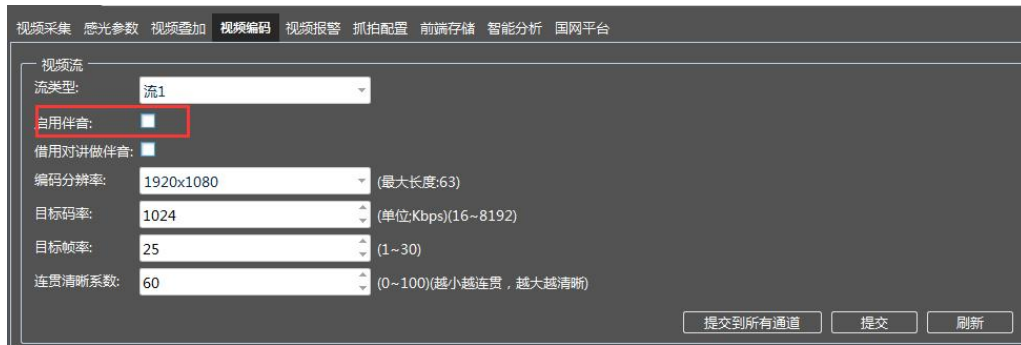 视频采集 感光参数 视频叠加 视频编码 视频报警 抓拍配置 前端存储 智能分析 国网平台
视频流
流类型: 流1
启用伴音:
借用对讲做伴音:
编码分辨率: 1920x1080 (最大长度:63)
目标码率: 1024 (单位;Kbps)(16~8192)
目标帧率: 25 (1~30)
连贯清晰系数: 60 (0~100)(越小越连贯，越大越清晰)
提交到所有通道 提交 刷新